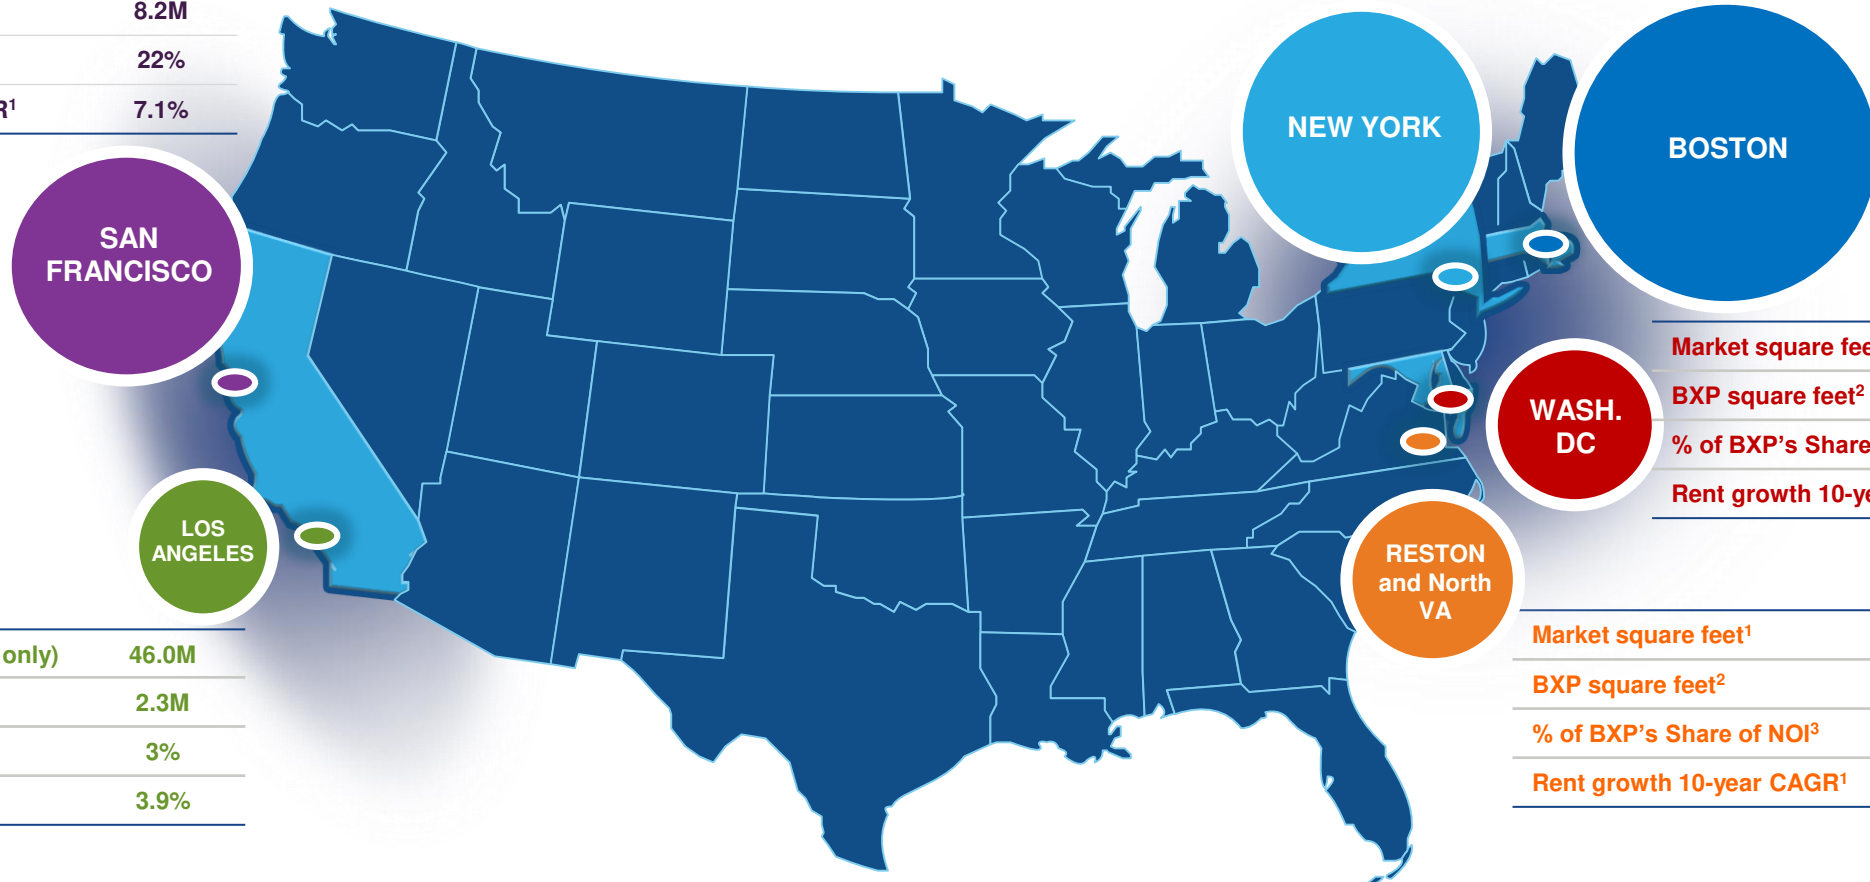 8.2M
22%
R¹ 7.1%
SAN
FRANCISCO
NEW YORK
BOSTON
Market square fee
BXP square feet²
% of BXP's Share
Rent growth 10-ye
WASH.
DC
LOS
ANGELES
only) 46.0M
2.3M
3%
3.9%
RESTON
and North
VA
Market square feet¹
BXP square feet²
% of BXP's Share of NOI³
Rent growth 10-year CAGR¹